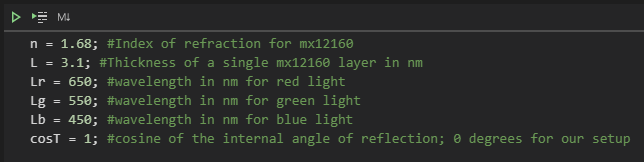 M↓
n = 1.68; #Index of refraction for mx12160
L = 3.1; #Thickness of a single mx12160 layer in nm
Lr = 650; #wavelength in nm for red light
Lg = 550; #wavelength in nm for green light
Lb = 450; #wavelength in nm for blue light
cosT = 1; #cosine of the internal angle of reflection; 0 degrees for our setup